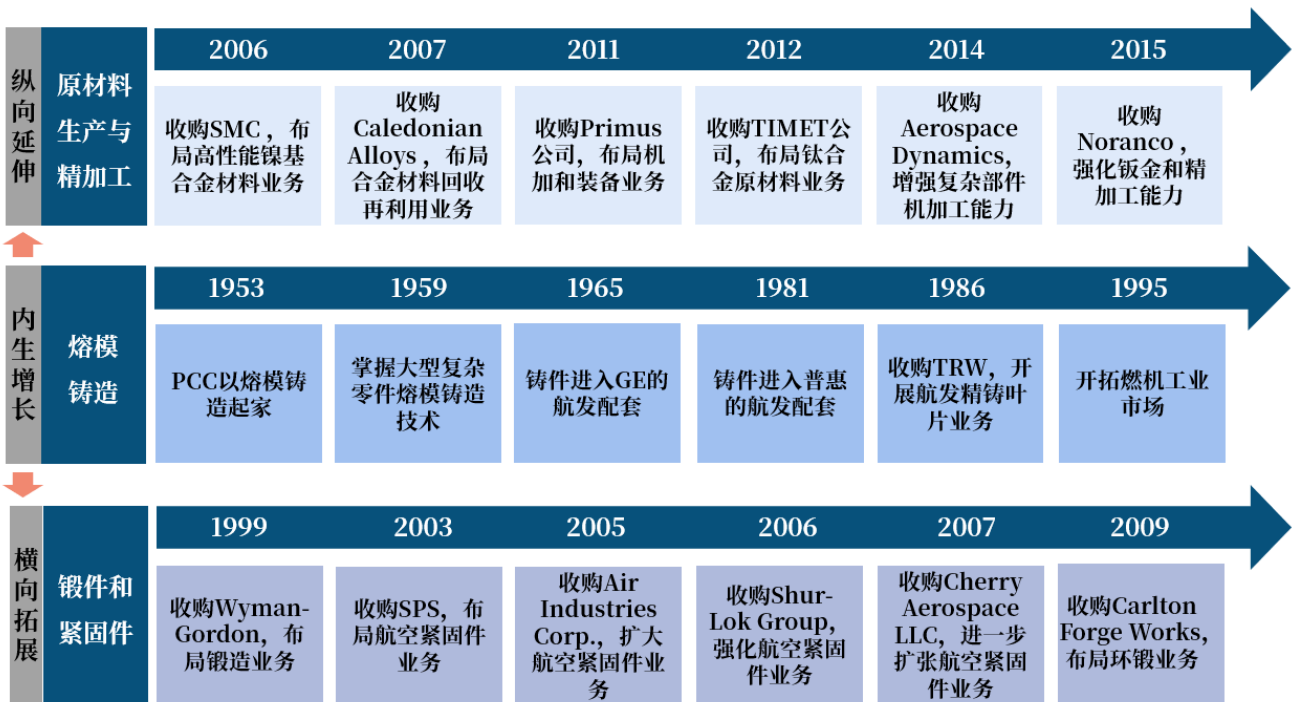 纵向延伸
原材料
生产与
精加工
2006
2007
2011
2012
2014
2015
收购SMC，布
局高性能镍基
合金材料业务
收购
Caledonian
Alloys，布局
合金材料回收
再利用业务
收购Primus
公司，布局机
加和装备业务
收购TIMET公
司，布局钛合
金原材料业务
收购
Aerospace
Dynamics，
增强复杂部件
机加工能力
收购
Noranco，
强化钣金和精
加工能力
内生增长
熔模
铸造
1953
1959
1965
1981
1986
1995
PCC以熔模铸
造起家
掌握大型复杂
零件熔模铸造
技术
铸件进入GE的
航发配套
铸件进入普惠
的航发配套
收购TRW，开
展航发精铸叶
片业务
开拓燃机工业
市场
横向拓展
锻件和
紧固件
1999
2003
2005
2006
2007
2009
收购Wyman-
Gordon，布
局锻造业务
收购SPS，布
局航空紧固件
业务
收购Air
Industries
Corp.，扩大
航空紧固件业
务
收购Shur-
Lok Group，
强化航空紧固
件业务
收购Cherry
Aerospace
LLC，进一步
扩张航空紧固
件业务
收购Carlton
Forge Works，
布局环锻业务